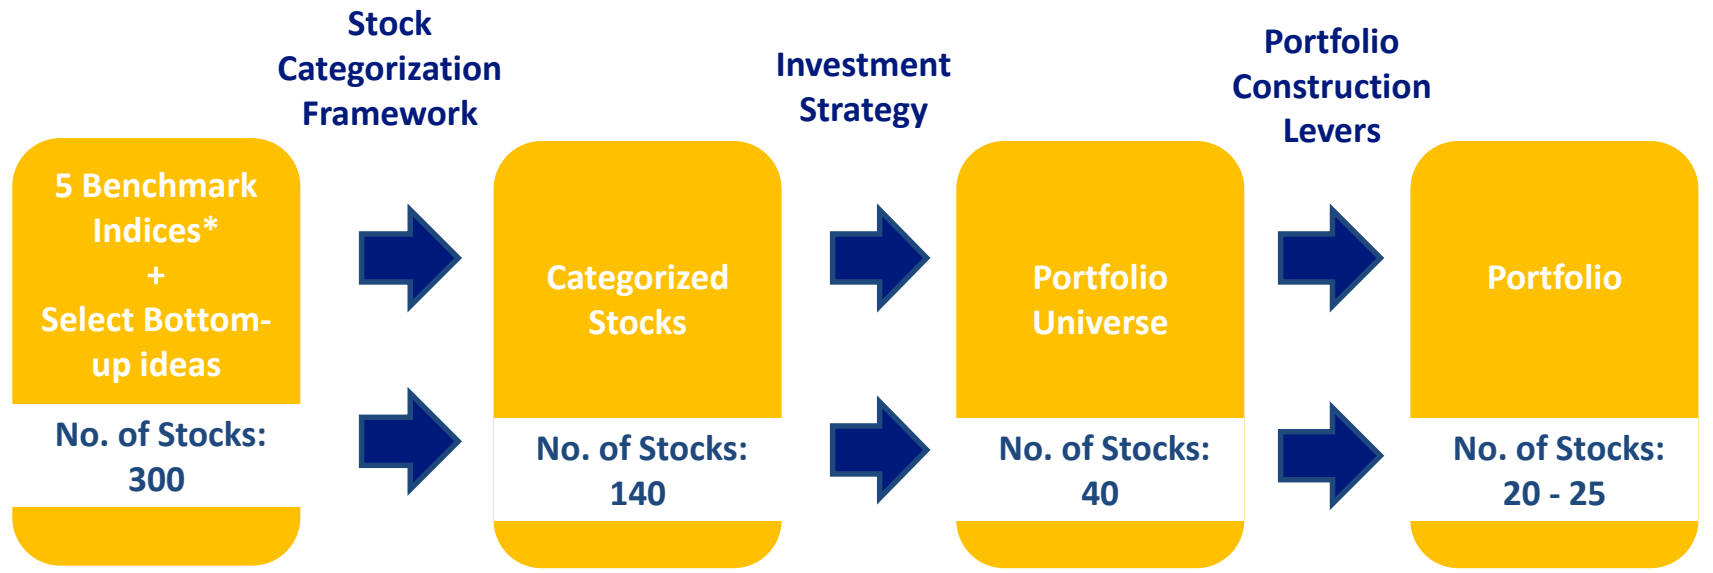 Stock
Categorization
Framework
Investment
Strategy
Portfolio
Construction
Levers
5 Benchmark
Indices*
+
Select Bottom-
up ideas
No. of Stocks:
300
Categorized
Stocks
No. of Stocks:
140
Portfolio
Universe
No. of Stocks:
40
Portfolio
No. of Stocks:
20 - 25